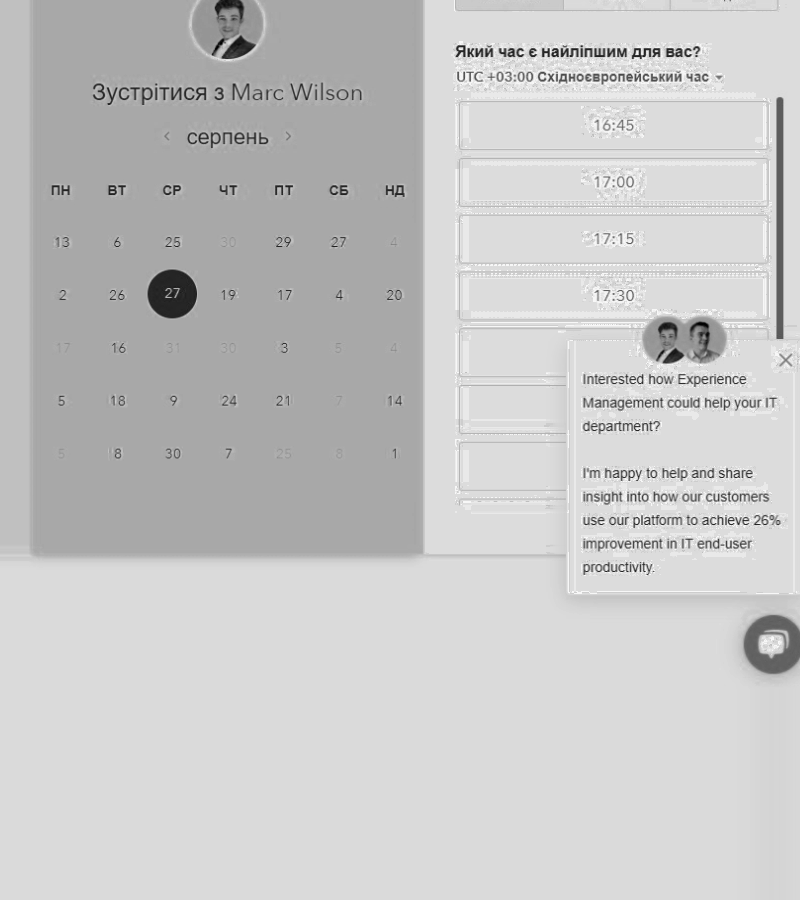 Зустрітися з Marc Wilson
серпень
ПН ВТ СР ЧТ ПТ СБ НД
13 6 25 30 29 27 4
2 26 27 19 17 4 20
17 16 31 30 3 5 4
5 18 9 24 21 7 14
5 8 30 7 25 8 1
Який час є найліпшим для вас?
UTC +03:00 Східноєвропейський час
16:45
17:00
17:15
17:30
Interested how Experience
Management could help your IT
department?
I'm happy to help and share
insight into how our customers
use our platform to achieve 26%
improvement in IT end-user
productivity.